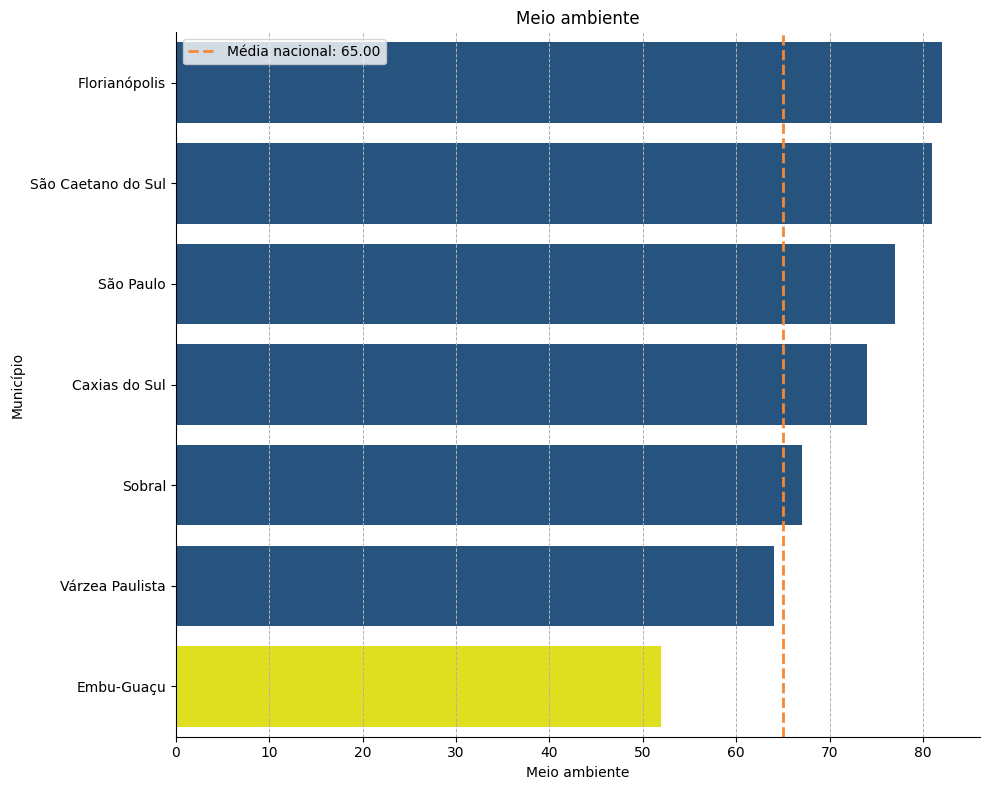 Meio ambiente
Média nacional: 65.00
Florianópolis
São Caetano do Sul
São Paulo
Caxias do Sul
Sobral
Várzea Paulista
Embu-Guaçu
Município
0 10 20 30 40 50 60 70 80
Meio ambiente